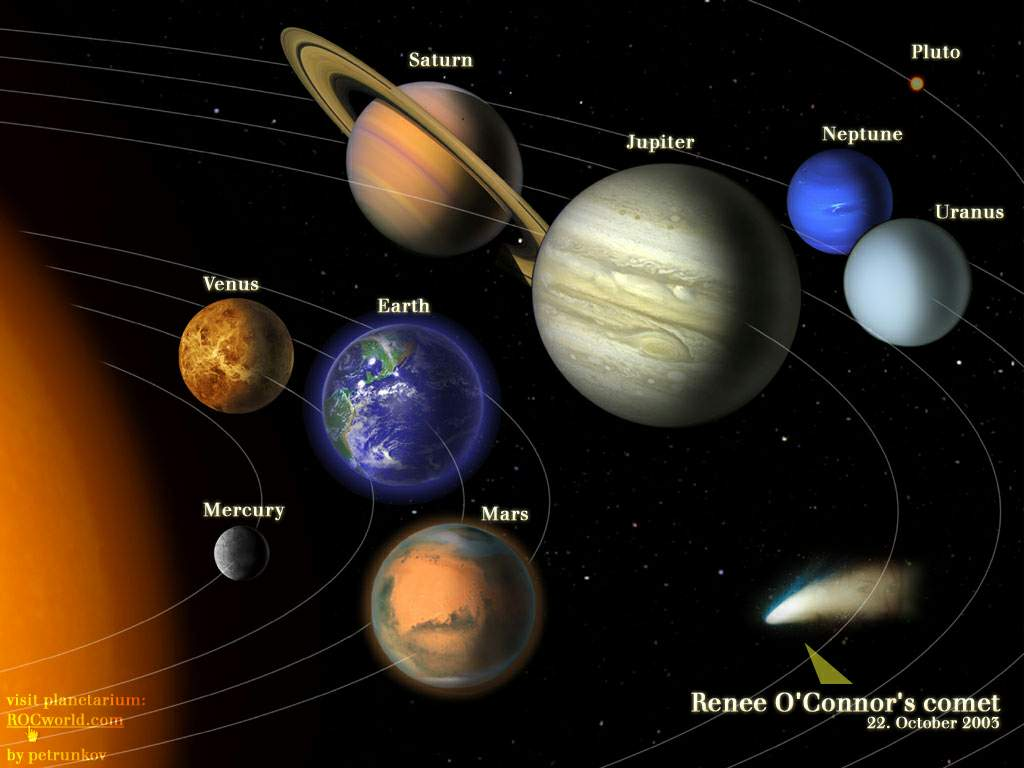 Pluto
Saturn
Neptune
Jupiter
Uranus
Venus
Earth
Mercury
Mars
visit planetarium:
ROCworld.com
by petrunkov
Renee O'Connor's comet
22. October 2003